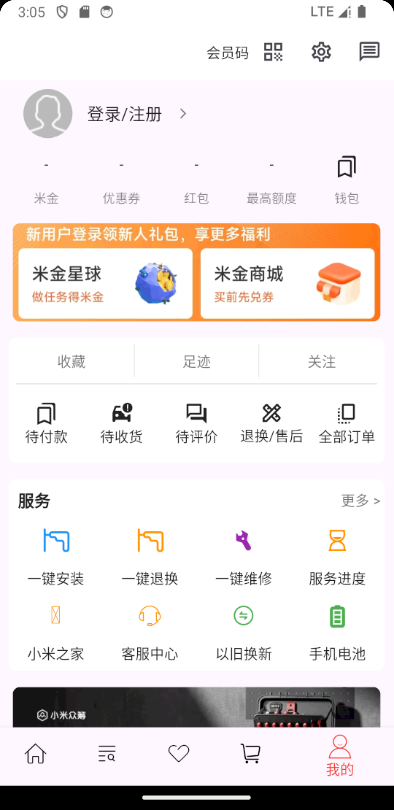 3:05 LTE
会员码
登录/注册 >
- - - -
米金 优惠券 红包 最高额度 钱包
新用户登录领新人礼包，享更多福利
米金星球 米金商城
做任务得米金 买前先兑券
收藏 足迹 关注
待付款 待收货 待评价 退换/售后 全部订单
服务 更多 >
一键安装 一键退换 一键维修 服务进度
小米之家 客服中心 以旧换新 手机电池
小米众筹
我的